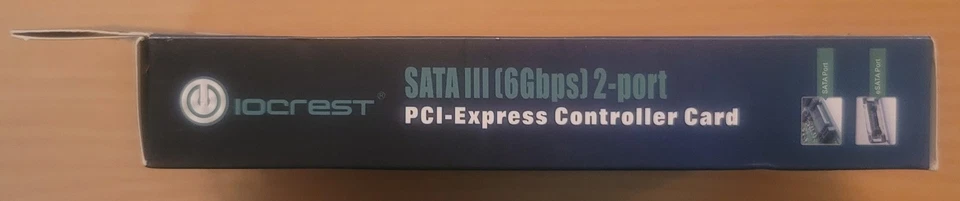 IOCREST®
SATA III (6Gbps) 2-port
PCI-Express Controller Card
SATA Port
eSATA Port